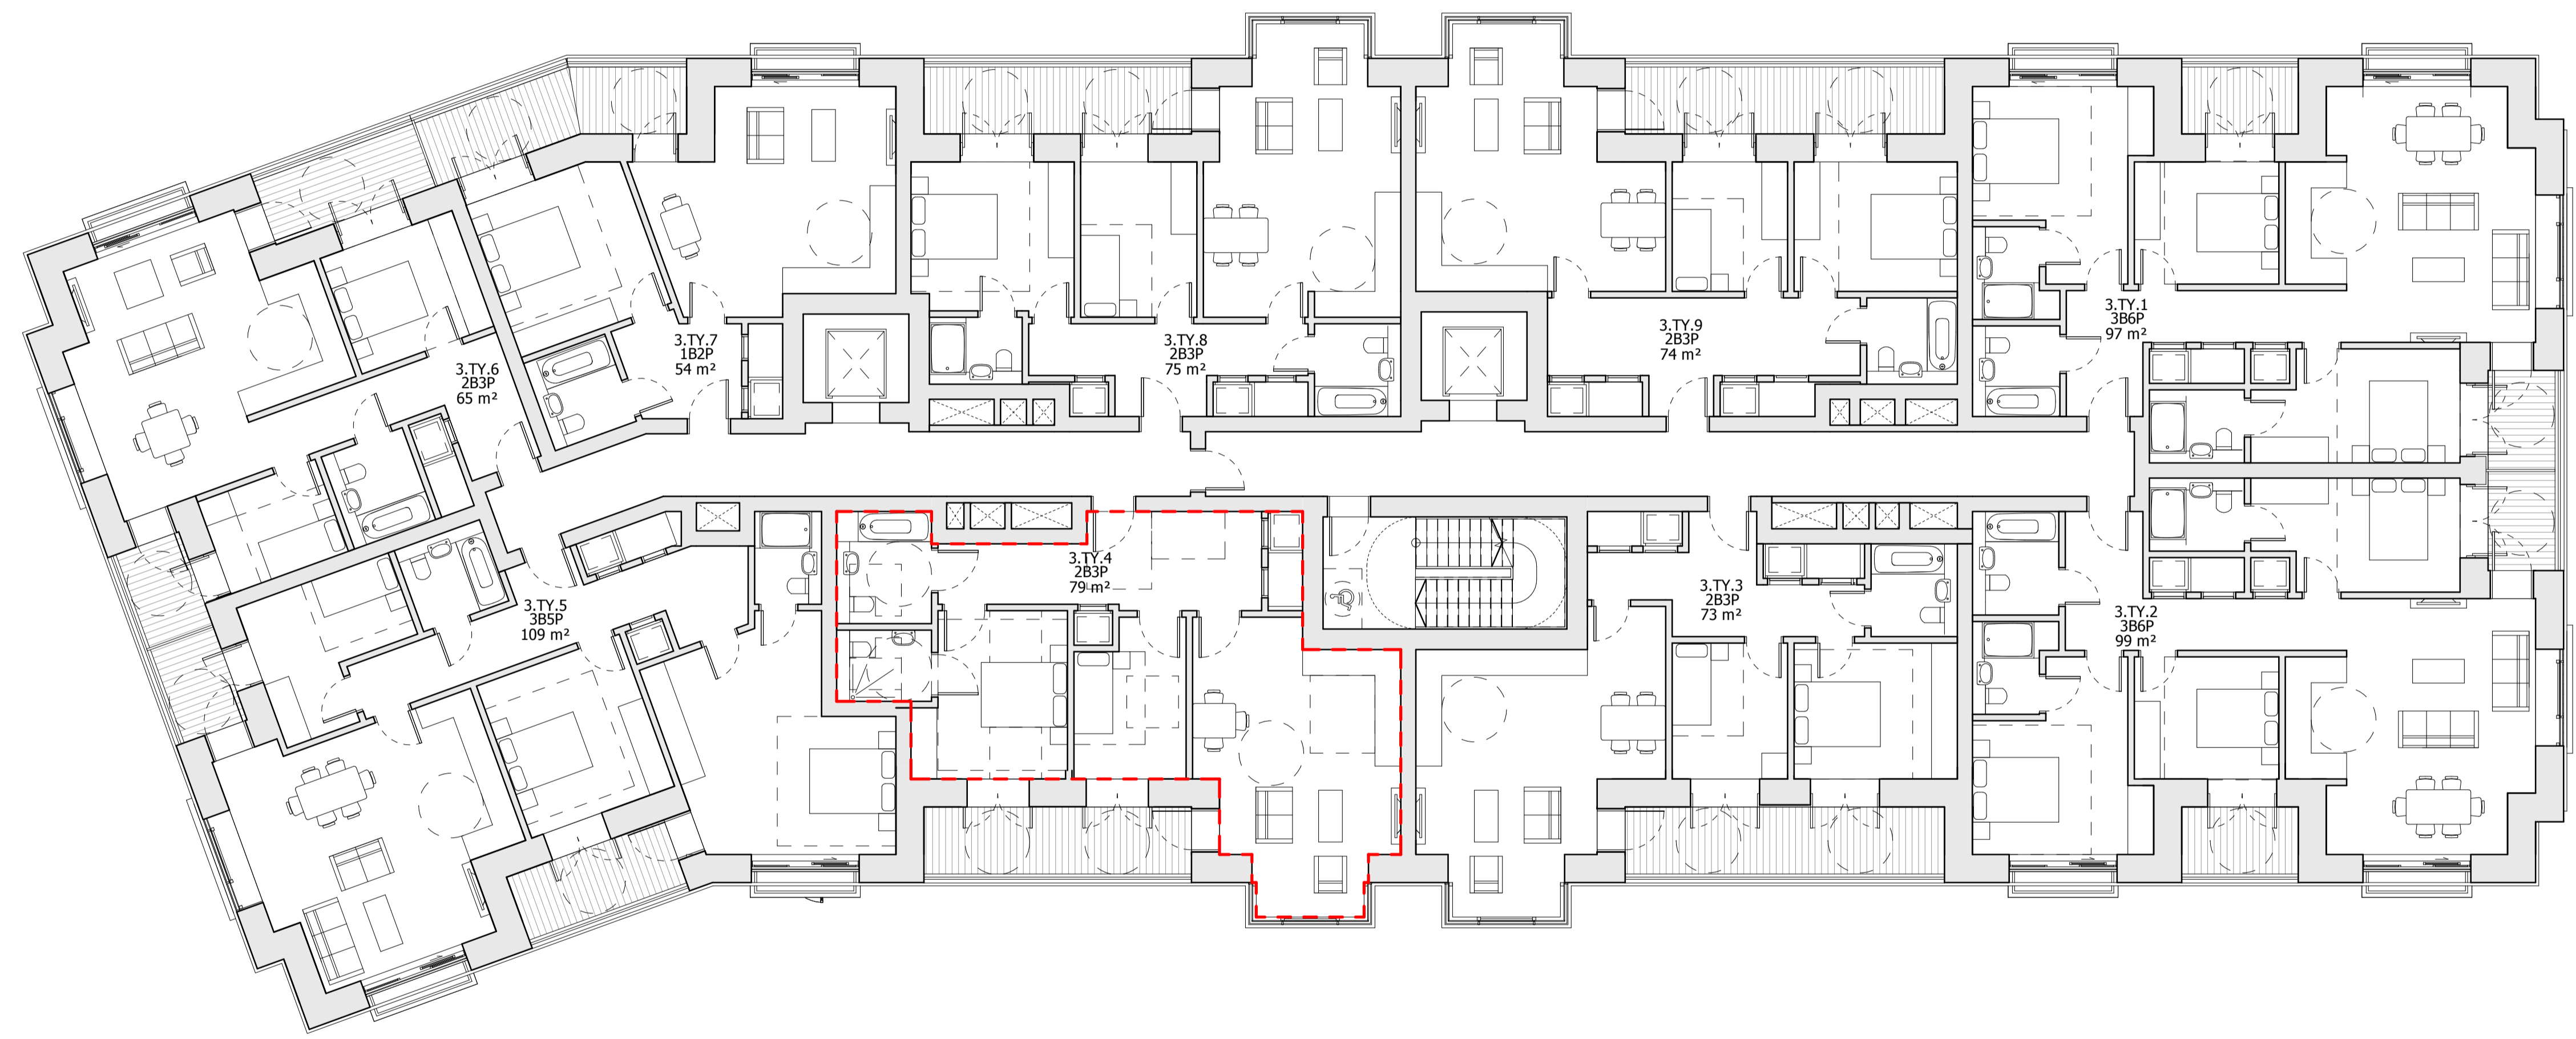 3.TY.6
2B3P
65 m²
3.TY.7
1B2P
54 m²
3.TY.8
2B3P
75 m²
3.TY.9
2B3P
74 m²
3.TY.1
3B6P
97 m²
3.TY.5
3B5P
109 m²
3.TY.4
2B3P
79 m²
3.TY.3
2B3P
73 m²
3.TY.2
3B6P
99 m²